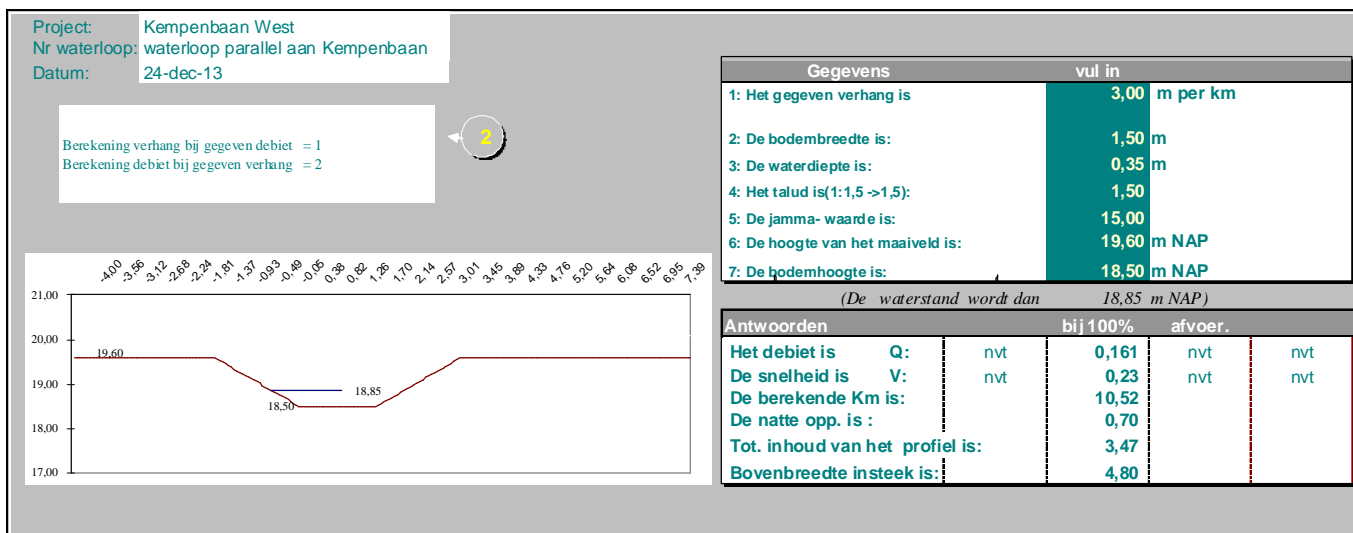 Project: Kempenbaan West
Nr waterloop: waterloop parallel aan Kempenbaan
Datum: 24-dec-13
Berekening verhang bij gegeven debiet = 1
Berekening debiet bij gegeven verhang = 2
2
-4,00 -3,56 -3,12 -2,68 -2,24 -1,81 -1,37 -0,93 -0,49 -0,05 0,38 0,82 1,26 1,70 2,14 2,57 3,01 3,45 3,89 4,33 4,76 5,20 5,64 6,08 6,52 6,95 7,39
21,00
20,00
19,60
19,00
18,85
18,50
18,00
17,00
Gegevens vul in
1: Het gegeven verhang is 3,00 m per km
2: De bodembreedte is: 1,50 m
3: De waterdiepte is: 0,35 m
4: Het talud is(1:1,5 ->1,5): 1,50
5: De jamma- waarde is: 15,00
6: De hoogte van het maaiveld is: 19,60 m NAP
7: De bodemhoogte is: 18,50 m NAP
(De waterstand wordt dan 18,85 m NAP)
Antwoorden bij 100% afvoer.
Het debiet is Q: nvt 0,161 nvt nvt
De snelheid is V: nvt 0,23 nvt nvt
De berekende Km is: 10,52
De natte opp. is : 0,70
Tot. inhoud van het profiel is: 3,47
Bovenbreedte insteek is: 4,80